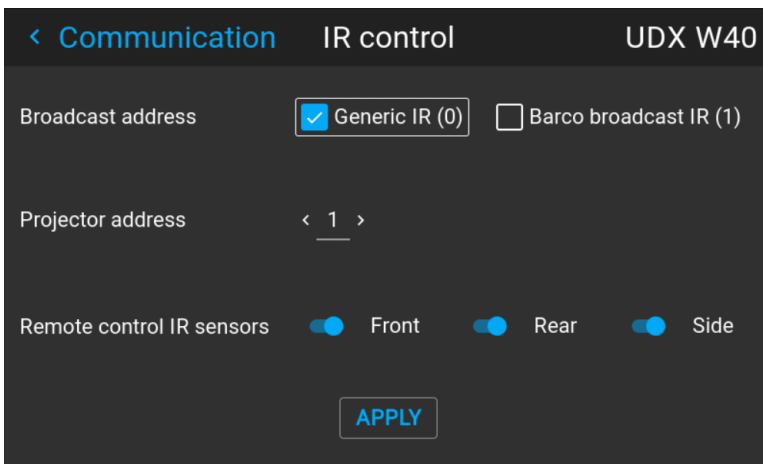 ‹ Communication IR control UDX W40
Broadcast address Generic IR (0) Barco broadcast IR (1)
Projector address ‹ 1 ›
Remote control IR sensors Front Rear Side
APPLY